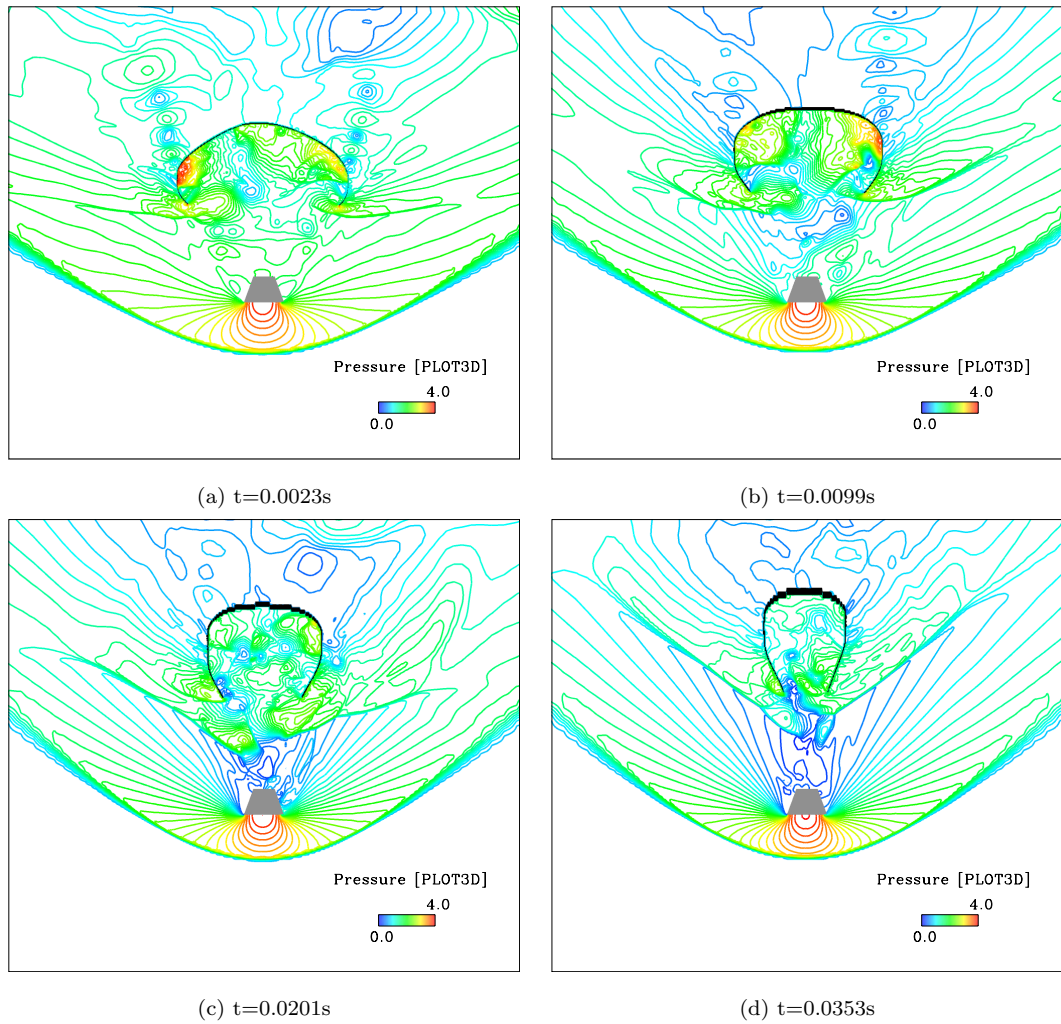 Pressure [PLOT3D]
4.0
0.0
Pressure [PLOT3D]
4.0
0.0
(a) t=0.0023s
(b) t=0.0099s
Pressure [PLOT3D]
4.0
0.0
Pressure [PLOT3D]
4.0
0.0
(c) t=0.0201s
(d) t=0.0353s